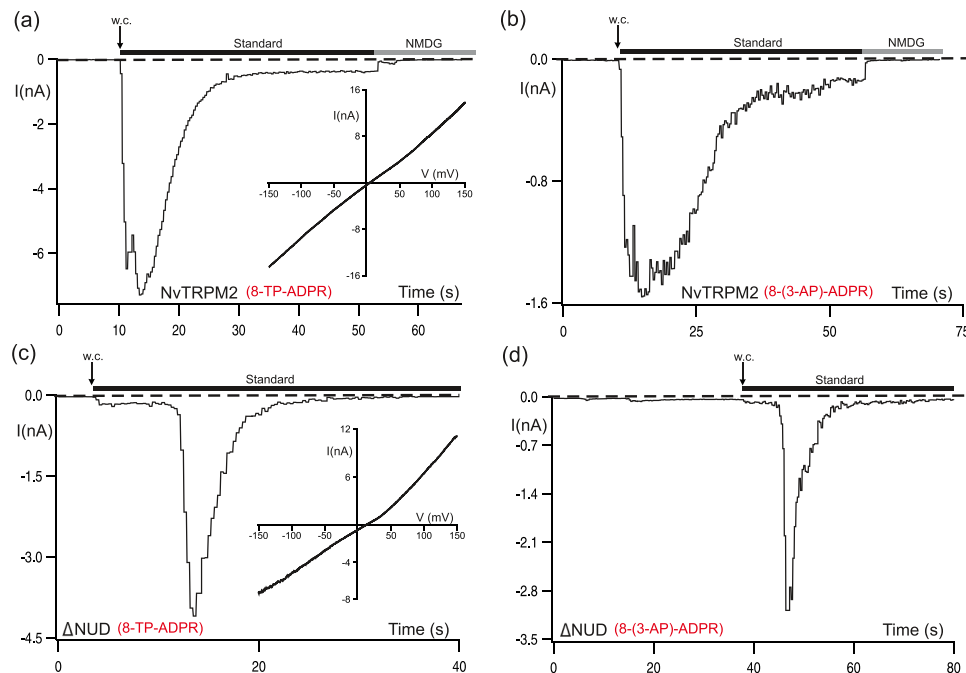 (a)
w.c.
Standard
NMDG
0
-2
-4
-6
I(nA)
I(nA)
16
8
-8
-16
-150
-100
-50
0
50
100
150
V (mV)
NvTRPM2 (8-TP-ADPR)
Time (s)
0 10 20 30 40 50 60
(b)
w.c.
Standard
NMDG
0.0
I(nA)
-0.8
-1.6
NvTRPM2 (8-(3-AP)-ADPR)
Time (s)
0 25 50 75
(c)
w.c.
Standard
0.0
I(nA)
-1.5
-3.0
-4.5
I(nA)
12
6
-4
-8
-150
-100
-50
0
50
100
150
V (mV)
ΔNUD (8-TP-ADPR)
Time (s)
0 20 40
(d)
w.c.
Standard
0.0
I(nA)
-0.7
-1.4
-2.1
-2.8
-3.5
ΔNUD (8-(3-AP)-ADPR)
Time (s)
0 20 40 60 80